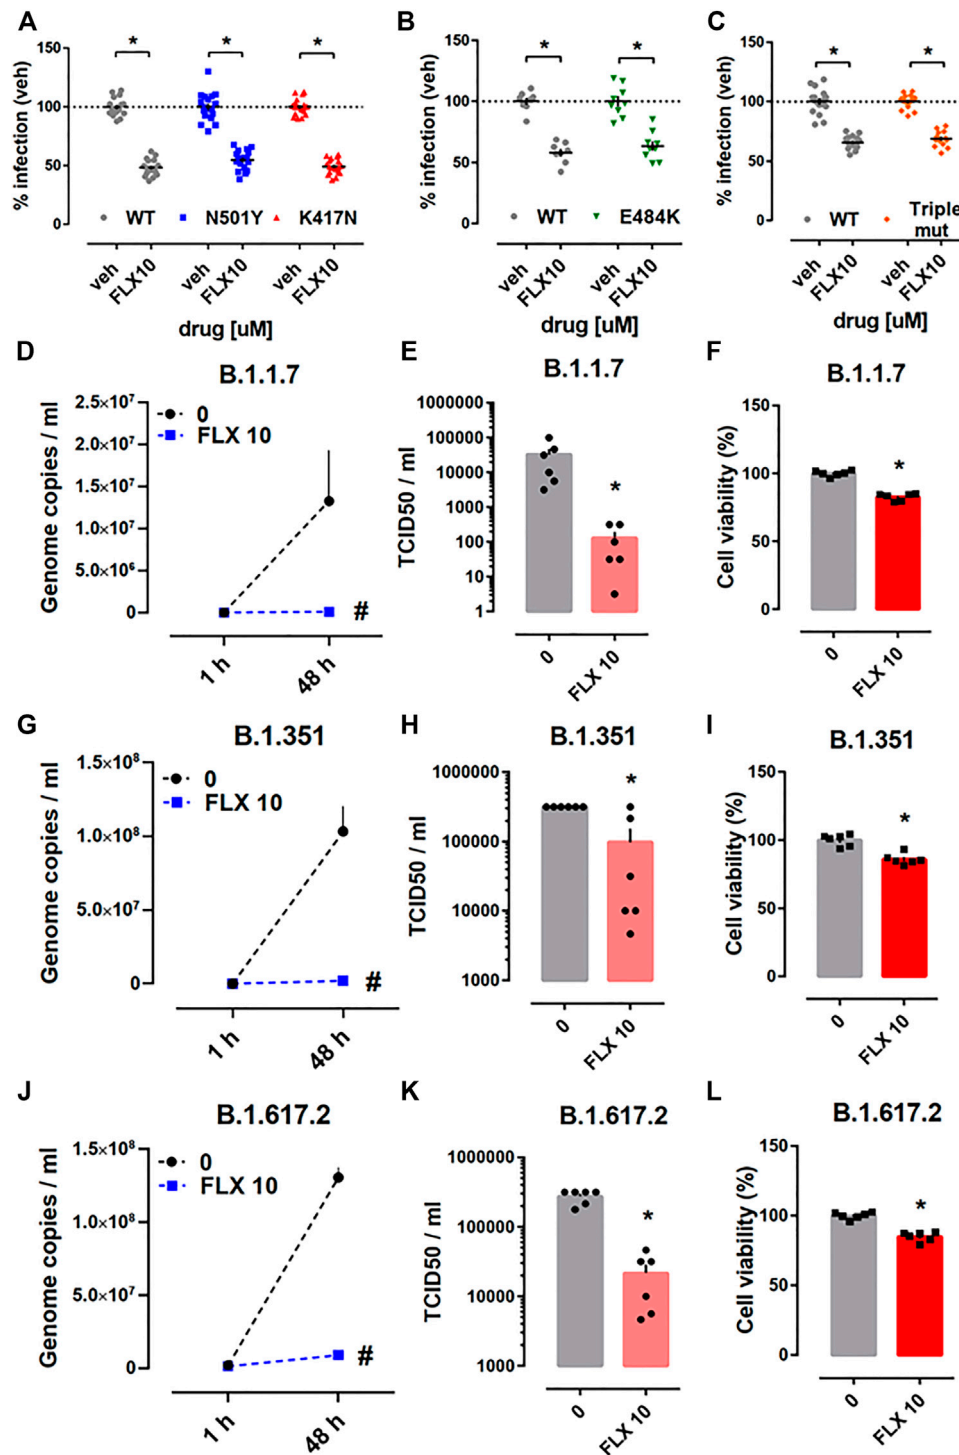 A
% infection (veh)
150
100
50
0
* * *
WT N501Y K417N
veh FLX10 veh FLX10 veh FLX10
drug [uM]
B
% infection (veh)
150
100
50
0
* *
WT E484K
veh FLX10 veh FLX10
drug [uM]
C
% infection (veh)
150
100
50
0
* *
WT Triple
mut
veh FLX10 veh FLX10
drug [uM]
D
B.1.1.7
Genome copies / ml
2.5×10⁷
2.0×10⁷
1.5×10⁷
1.0×10⁷
5.0×10⁶
0
0
FLX 10
#
1 h 48 h
E
B.1.1.7
TCID50 / ml
1000000
100000
10000
1000
100
10
1
*
0 FLX 10
F
B.1.1.7
Cell viability (%)
150
100
50
0
*
0 FLX 10
G
B.1.351
Genome copies / ml
1.5×10⁸
1.0×10⁸
5.0×10⁷
0
0
FLX 10
#
1 h 48 h
H
B.1.351
TCID50 / ml
1000000
100000
10000
1000
*
0 FLX 10
I
B.1.351
Cell viability (%)
150
100
50
0
*
0 FLX 10
J
B.1.617.2
Genome copies / ml
1.5×10⁸
1.0×10⁸
5.0×10⁷
0
0
FLX 10
#
1 h 48 h
K
B.1.617.2
TCID50 / ml
1000000
100000
10000
1000
*
0 FLX 10
L
B.1.617.2
Cell viability (%)
150
100
50
0
*
0 FLX 10